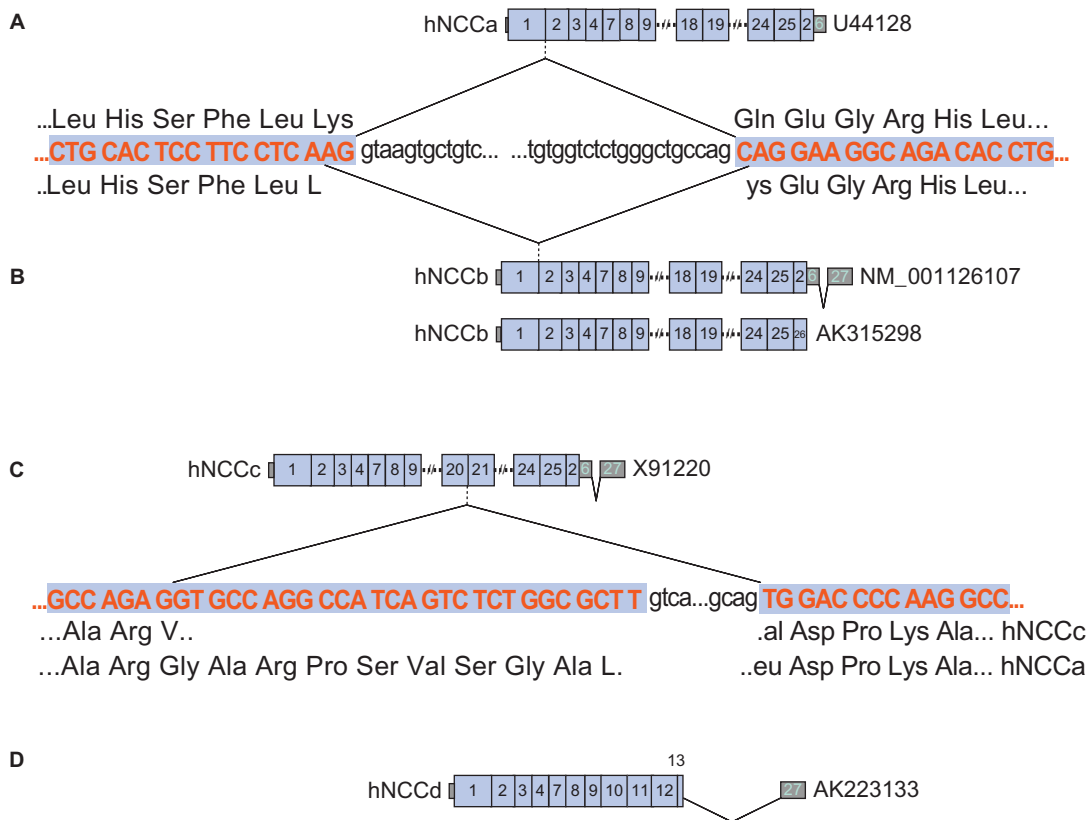 A
hNCCa 1 2 3 4 7 8 9 18 19 24 25 2 6 U44128
...Leu His Ser Phe Leu Lys Gln Glu Gly Arg His Leu...
...CTG CAC TCC TTC CTC AAG gtaagtgctgtc... ...tgtggtctctgggctgccag CAG GAA GGC AGA CAC CTG...
..Leu His Ser Phe Leu L ys Glu Gly Arg His Leu...
B
hNCCb 1 2 3 4 7 8 9 18 19 24 25 2 6 27 NM_001126107
hNCCb 1 2 3 4 7 8 9 18 19 24 25 26 AK315298
C
hNCCc 1 2 3 4 7 8 9 20 21 24 25 2 6 27 X91220
...GCC AGA GGT GCC AGG CCA TCA GTC TCT GGC GCT T gtca...gcag TG GAC CCC AAG GCC...
...Ala Arg V.. .al Asp Pro Lys Ala... hNCCc
...Ala Arg Gly Ala Arg Pro Ser Val Ser Gly Ala L. ..eu Asp Pro Lys Ala... hNCCa
D
13
hNCCd 1 2 3 4 7 8 9 10 11 12 27 AK223133